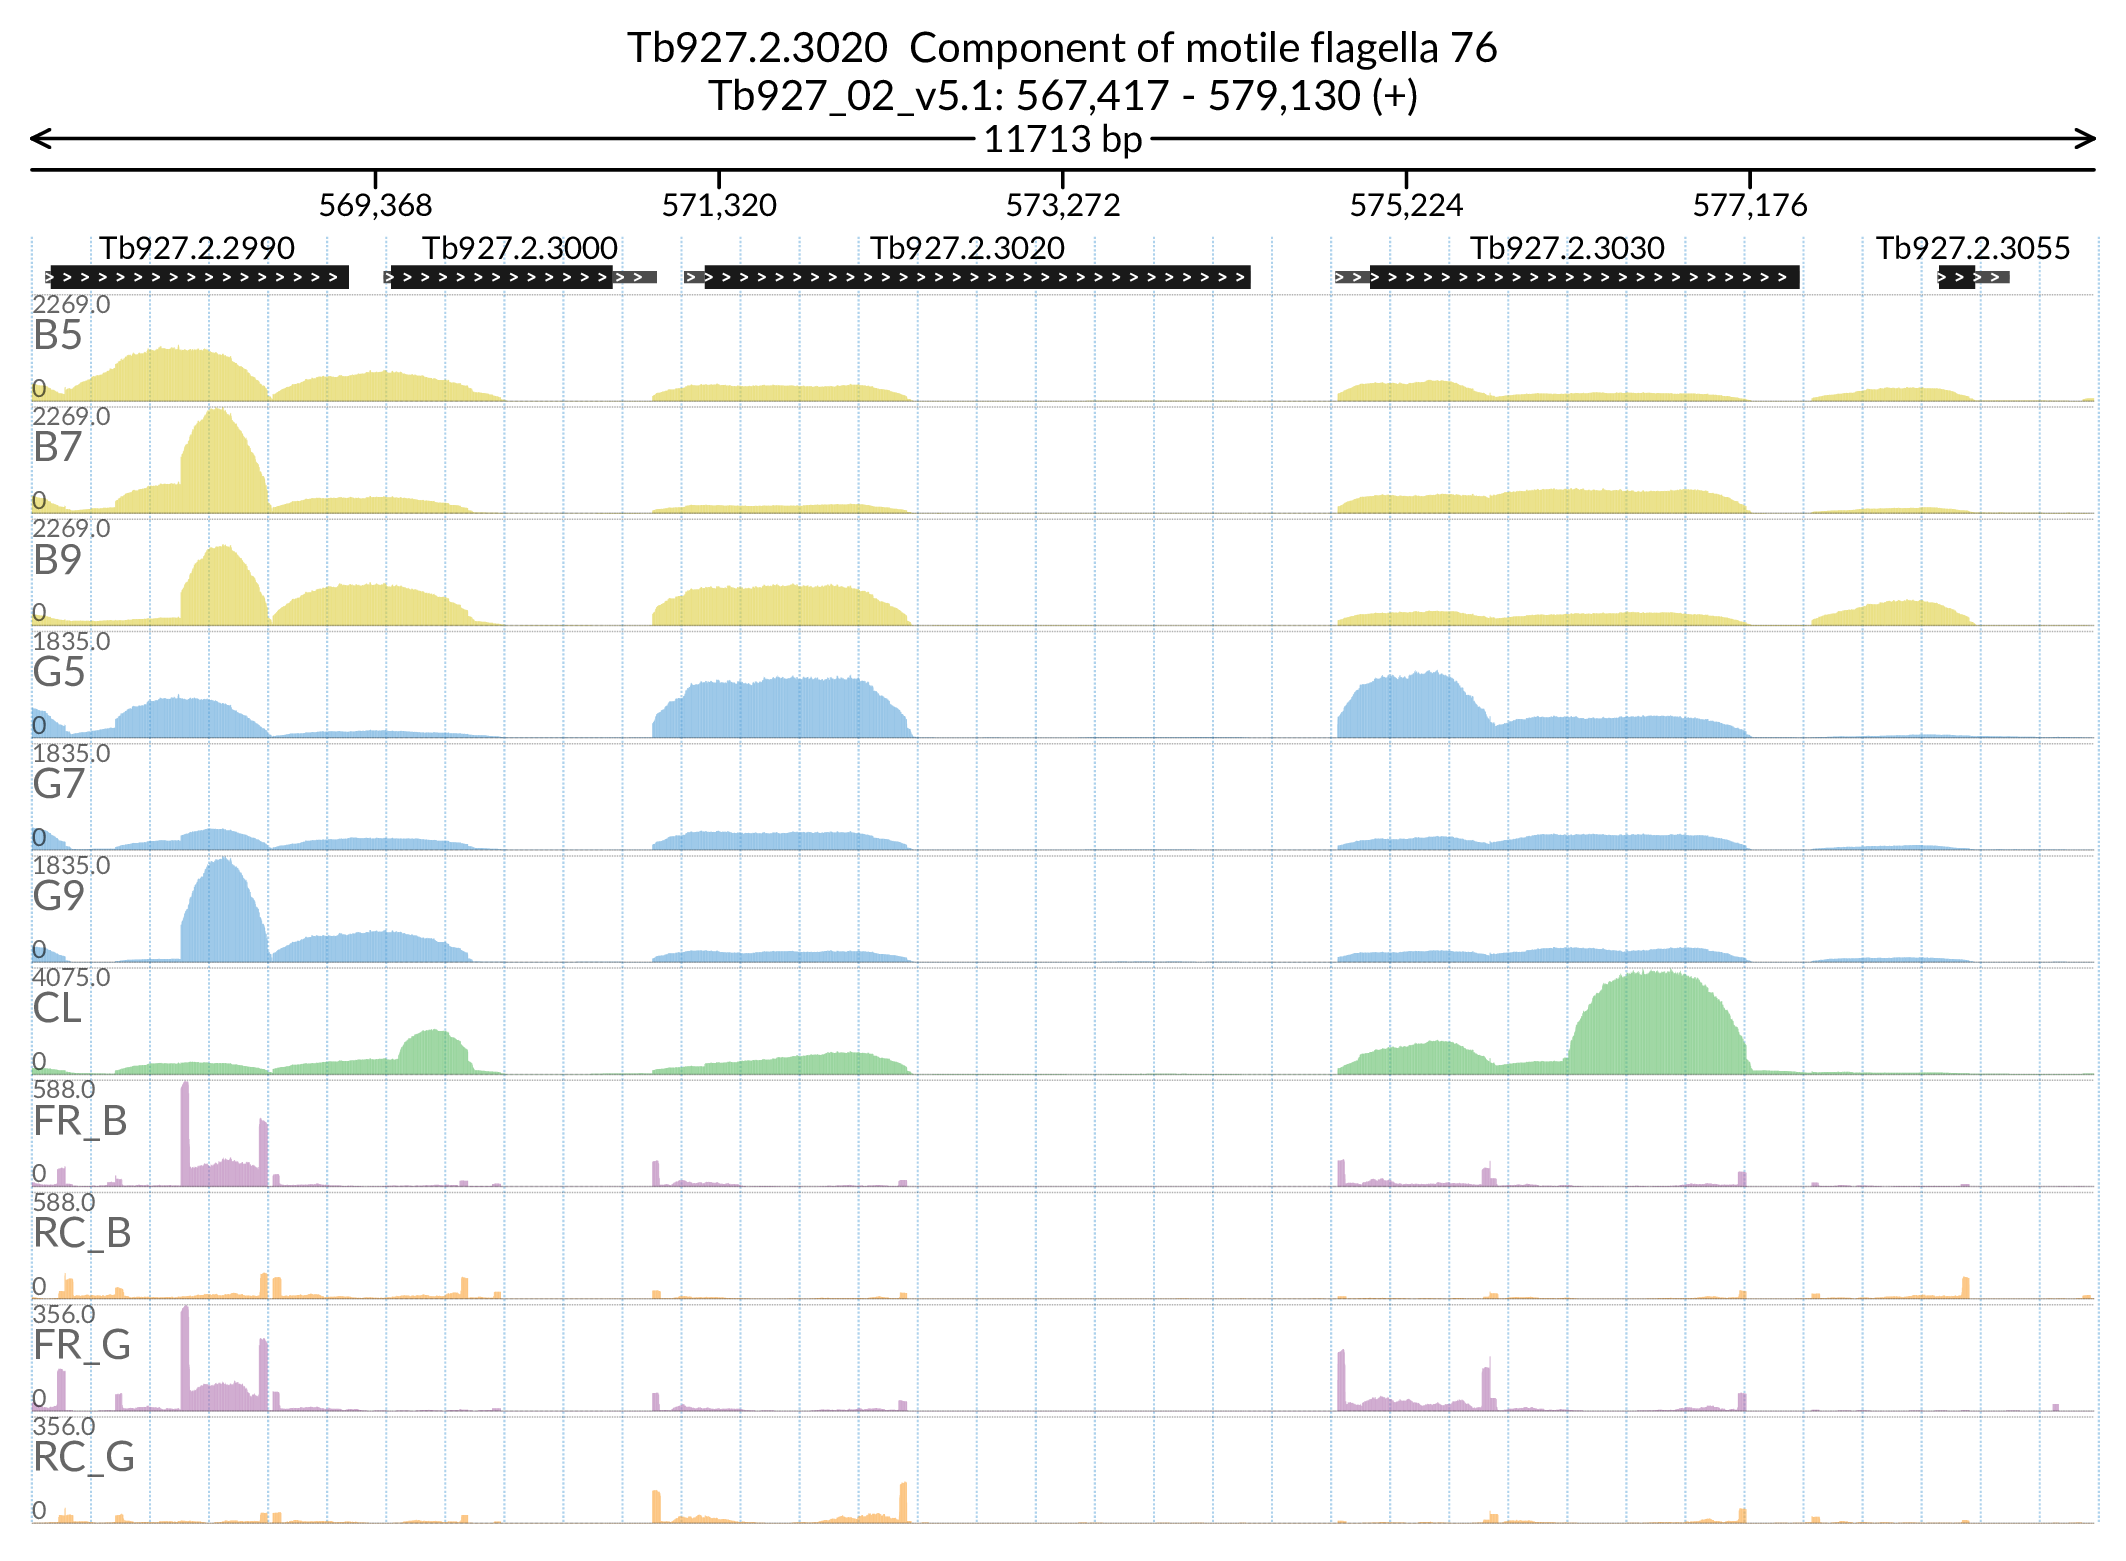 Tb927.2.3020  Component of motile flagella 76
Tb927_02_v5.1: 567,417 - 579,130 (+)
11713 bp
569,368 571,320 573,272 575,224 577,176
Tb927.2.2990 Tb927.2.3000 Tb927.2.3020 Tb927.2.3030 Tb927.2.3055
2269.0
B5
0
2269.0
B7
0
2269.0
B9
0
1835.0
G5
0
1835.0
G7
0
1835.0
G9
0
4075.0
CL
0
588.0
FR_B
0
588.0
RC_B
0
356.0
FR_G
0
356.0
RC_G
0